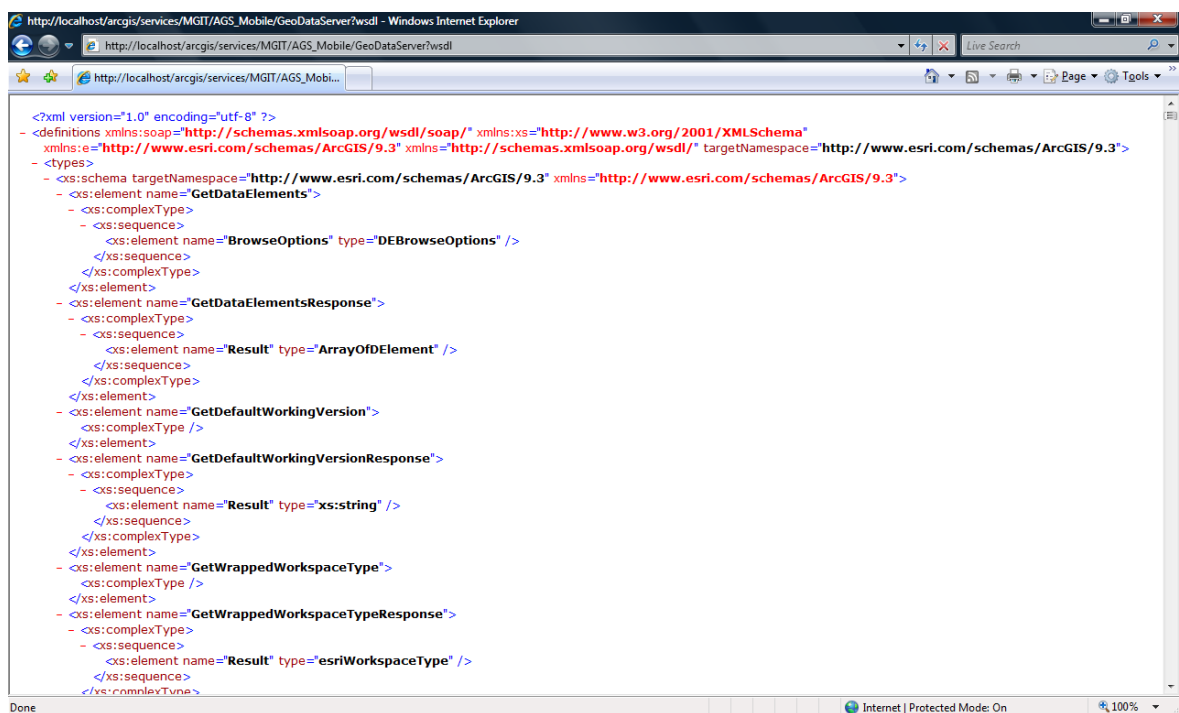 http://localhost/arcgis/services/MGIT/AGS_Mobile/GeoDataServer?wsdl - Windows Internet Explorer
http://localhost/arcgis/services/MGIT/AGS_Mobile/GeoDataServer?wsdl
Live Search
http://localhost/arcgis/services/MGIT/AGS_Mobi...
Page Tools
<?xml version="1.0" encoding="utf-8" ?>
- <definitions xmlns:soap="http://schemas.xmlsoap.org/wsdl/soap/" xmlns:xs="http://www.w3.org/2001/XMLSchema"
xmlns:e="http://www.esri.com/schemas/ArcGIS/9.3" xmlns="http://schemas.xmlsoap.org/wsdl/" targetNamespace="http://www.esri.com/schemas/ArcGIS/9.3">
- <types>
- <xs:schema targetNamespace="http://www.esri.com/schemas/ArcGIS/9.3" xmlns="http://www.esri.com/schemas/ArcGIS/9.3">
- <xs:element name="GetDataElements">
- <xs:complexType>
- <xs:sequence>
<xs:element name="BrowseOptions" type="DEBrowseOptions" />
</xs:sequence>
</xs:complexType>
</xs:element>
- <xs:element name="GetDataElementsResponse">
- <xs:complexType>
- <xs:sequence>
<xs:element name="Result" type="ArrayOfDElement" />
</xs:sequence>
</xs:complexType>
</xs:element>
- <xs:element name="GetDefaultWorkingVersion">
<xs:complexType />
</xs:element>
- <xs:element name="GetDefaultWorkingVersionResponse">
- <xs:complexType>
- <xs:sequence>
<xs:element name="Result" type="xs:string" />
</xs:sequence>
</xs:complexType>
</xs:element>
- <xs:element name="GetWrappedWorkspaceType">
<xs:complexType />
</xs:element>
- <xs:element name="GetWrappedWorkspaceTypeResponse">
- <xs:complexType>
- <xs:sequence>
<xs:element name="Result" type="esriWorkspaceType" />
</xs:sequence>
</xs:complexType>
Done
Internet | Protected Mode: On
100%